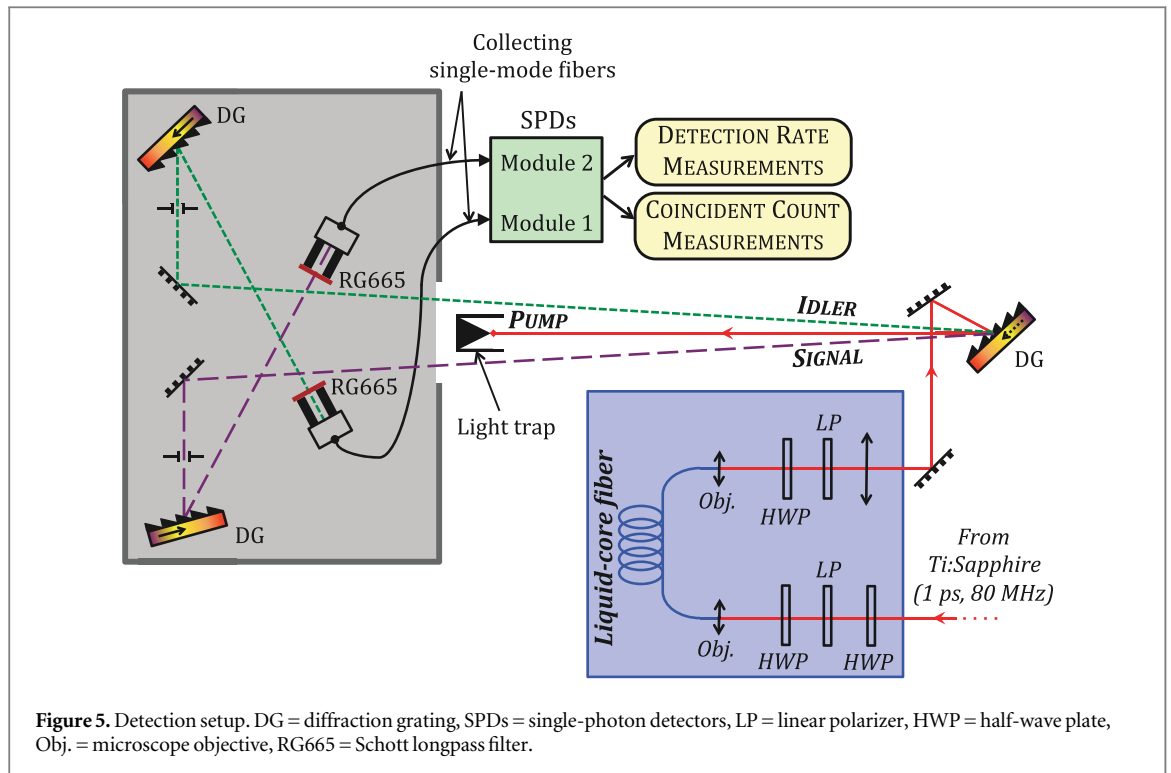 Collecting
single-mode fibers
DG
SPDs
Module 2
Module 1
DETECTION RATE
MEASUREMENTS
COINCIDENT COUNT
MEASUREMENTS
RG665
IDLER
PUMP
SIGNAL
DG
RG665
Light trap
LP
Obj.
HWP
Liquid-core fiber
From
Ti:Sapphire
(1 ps, 80 MHz)
LP
Obj.
HWP
HWP
DG
Figure 5. Detection setup. DG = diffraction grating, SPDs = single-photon detectors, LP = linear polarizer, HWP = half-wave plate,
Obj. = microscope objective, RG665 = Schott longpass filter.